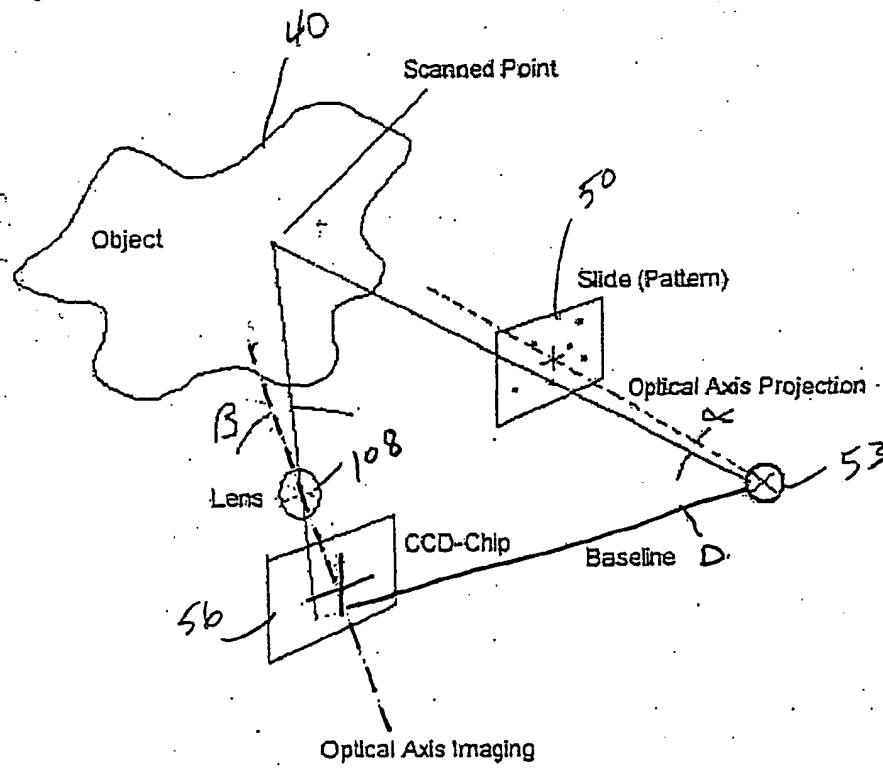 40
Scanned Point
50
Object
Slide (Pattern)
Optical Axis Projection
α
β
108
53
Lens
CCD-Chip
Baseline D.
56
Optical Axis Imaging